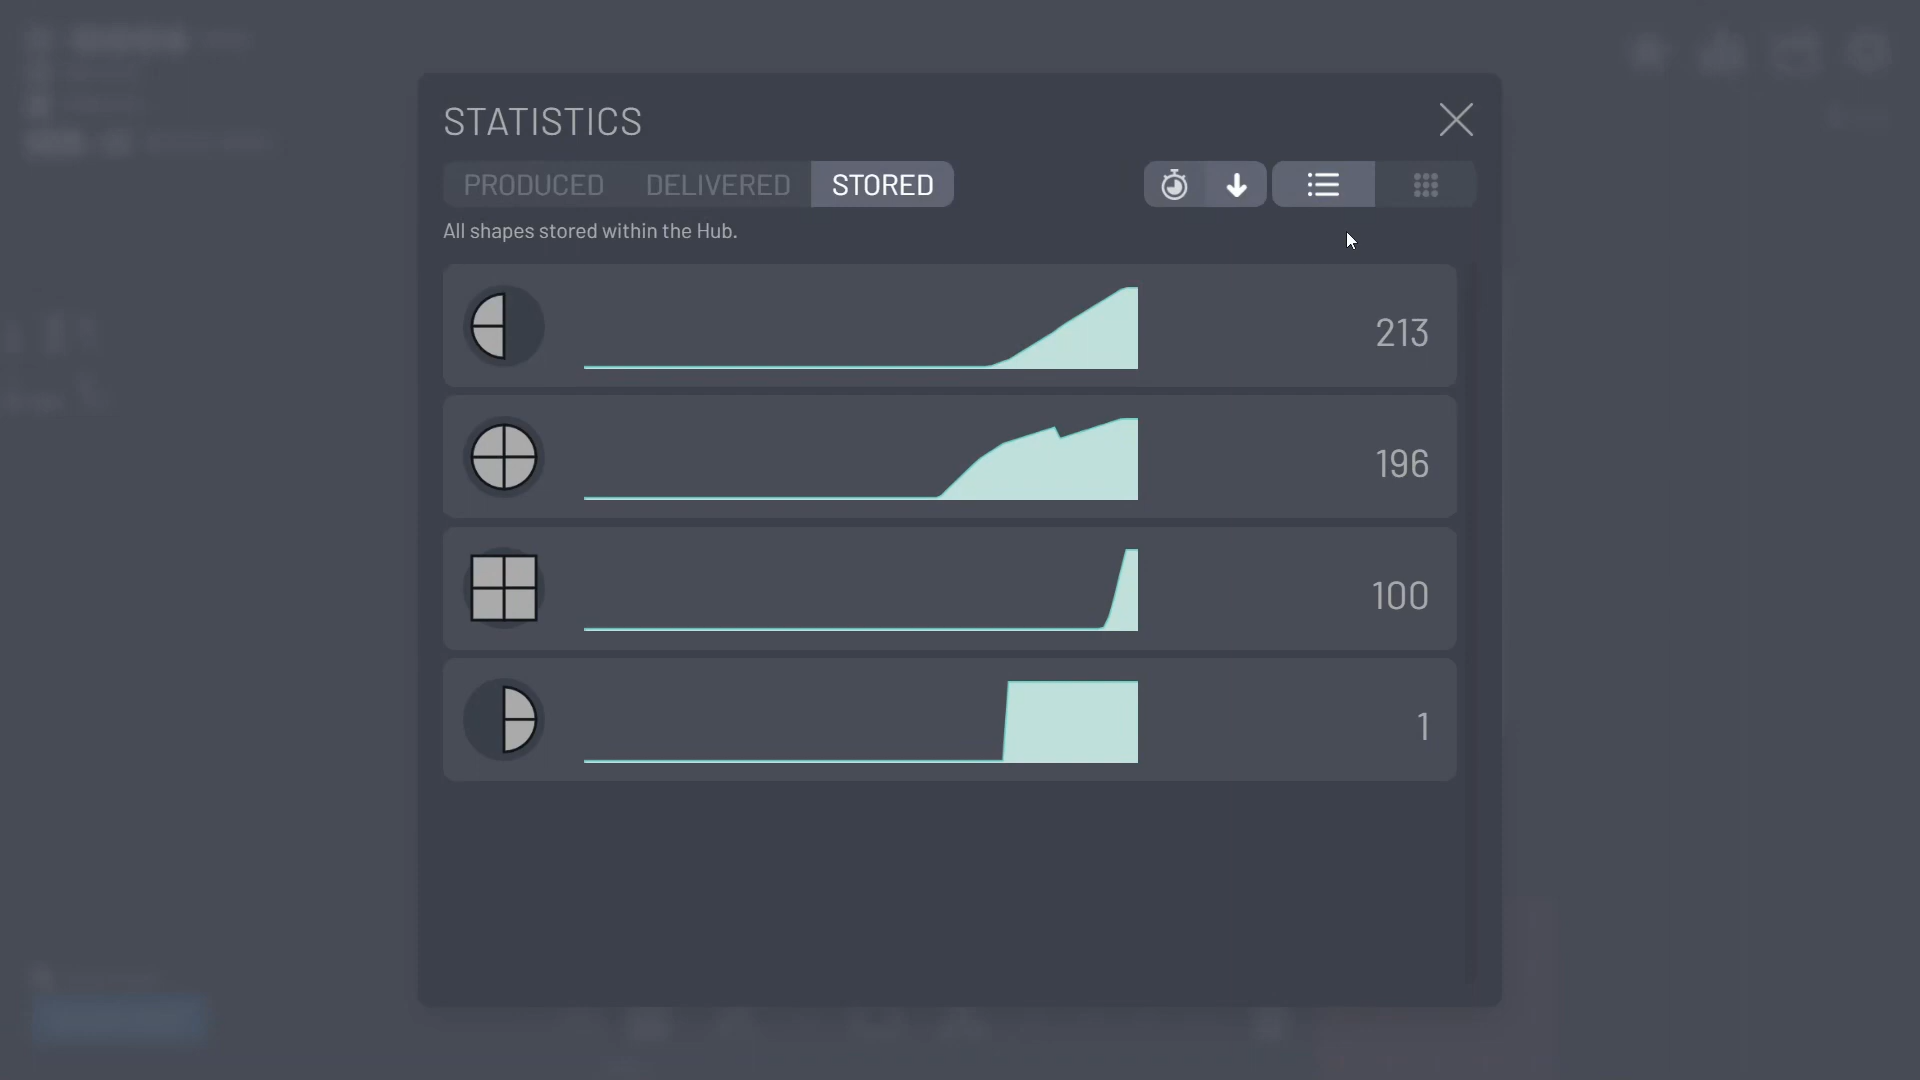 STATISTICS
PRODUCED DELIVERED STORED
All shapes stored within the Hub.
213
196
100
1